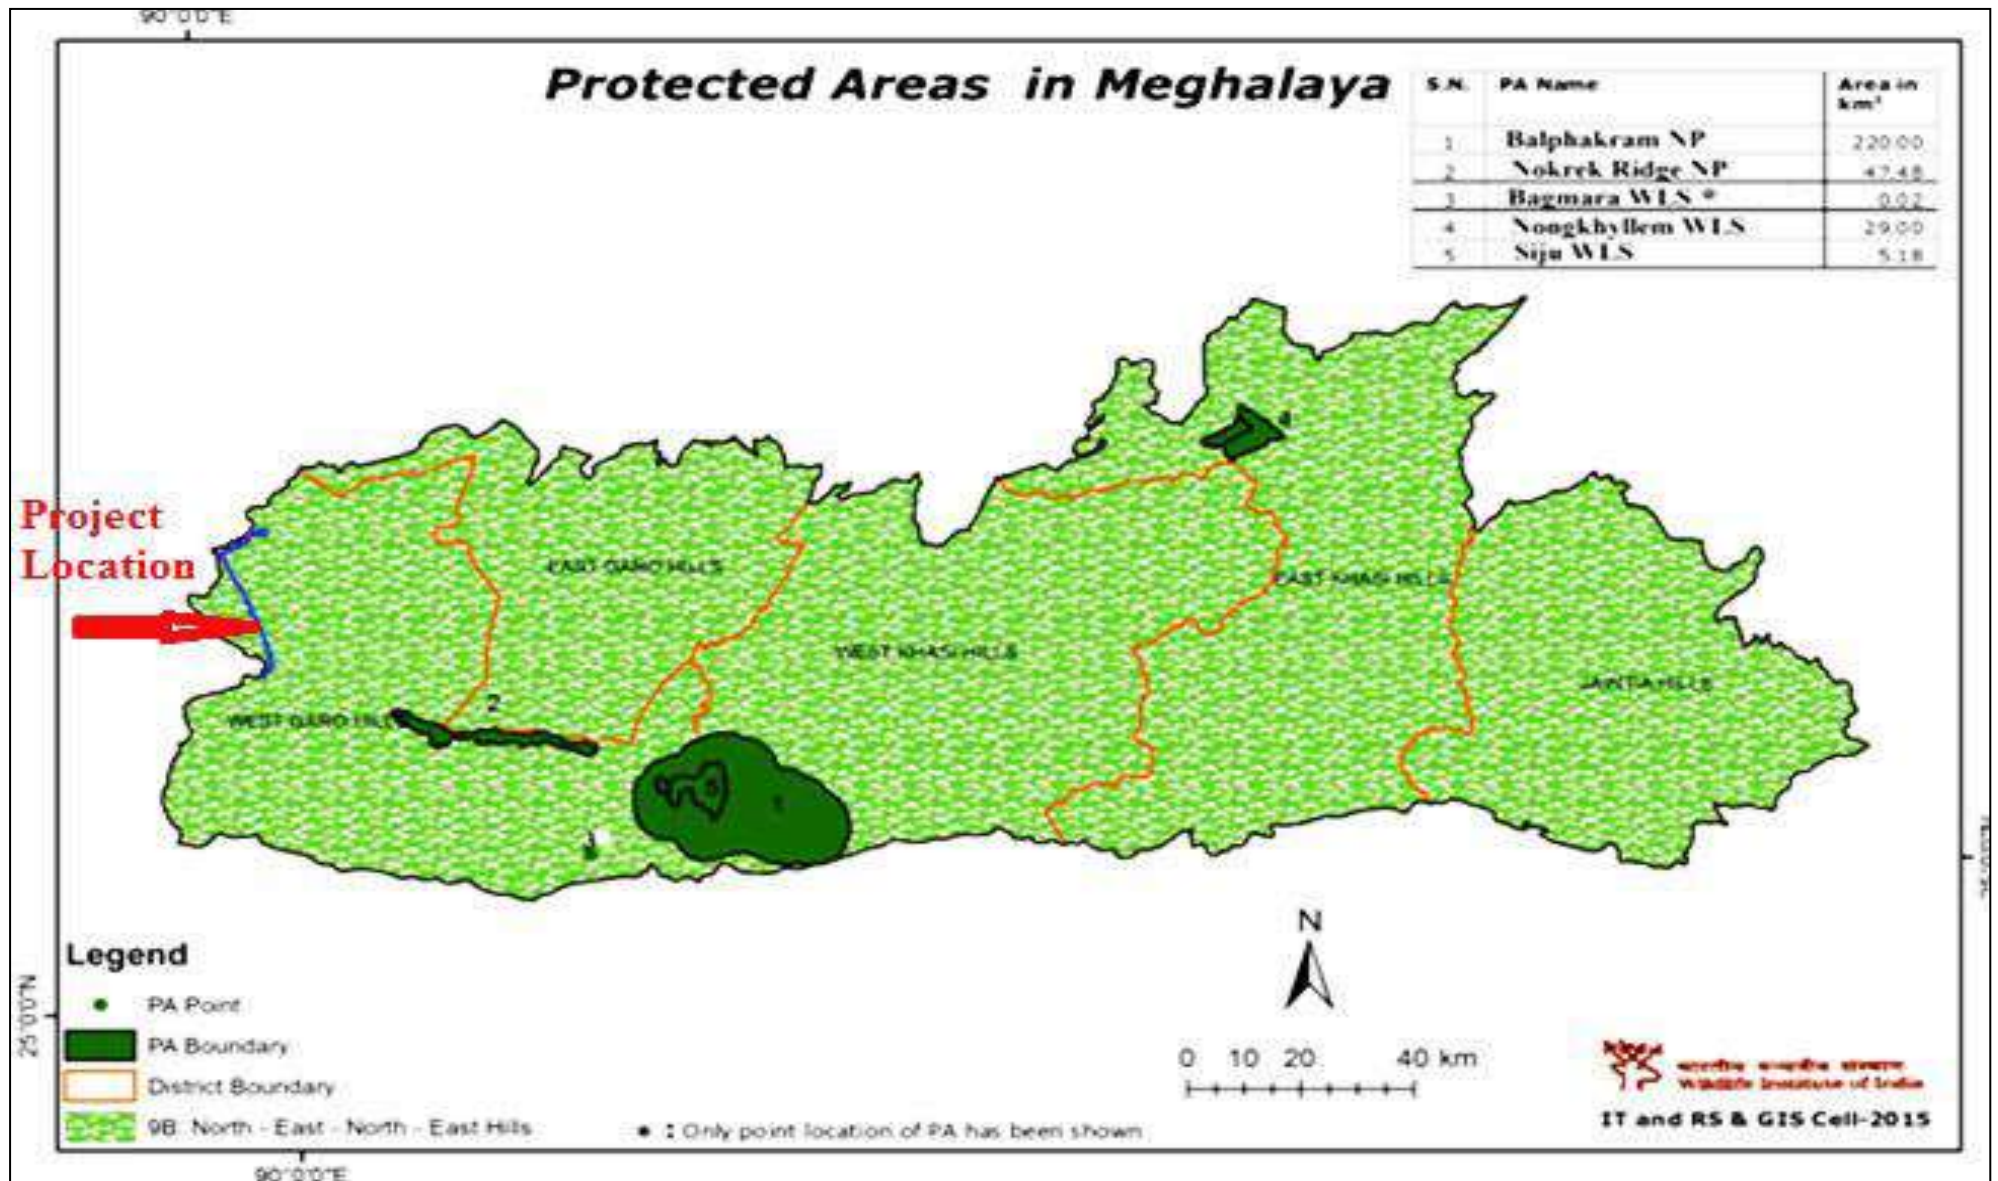 90°0'0"E
Protected Areas in Meghalaya
S.N. PA Name Area in km²
1 Balphakram NP 220.00
2 Nokrek Ridge NP 47.48
3 Bagmara WLS * 0.02
4 Nongkhyllem WLS 29.00
5 Siju WLS 5.18
4
Project
Location
EAST GARO HILLS
EAST KHASI HILLS
WEST KHASI HILLS
JAINTIA HILLS
2
WEST GARO HILLS
5
1
3
N
Legend
PA Point
PA Boundary
District Boundary
9B North - East - North - East Hills
0 10 20 40 km
* : Only point location of PA has been shown
भारतीय वन्यजीव संस्थान
Wildlife Institute of India
IT and RS & GIS Cell-2015
25°0'0"N
90°0'0"E